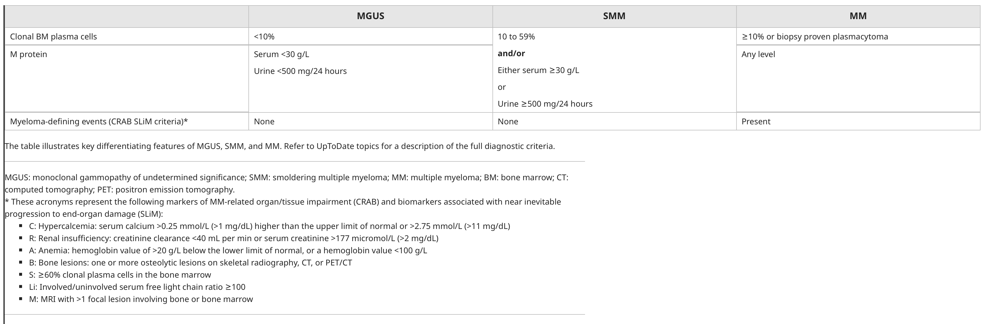 MGUS SMM MM
Clonal BM plasma cells <10% 10 to 59% ≥10% or biopsy proven plasmacytoma
and/or
M protein Serum <30 g/L Any level
Either serum ≥30 g/L
Urine <500 mg/24 hours
or
Urine ≥500 mg/24 hours
Myeloma-defining events (CRAB SLiM criteria)* None None Present
The table illustrates key differentiating features of MGUS, SMM, and MM. Refer to UpToDate topics for a description of the full diagnostic criteria.
MGUS: monoclonal gammopathy of undetermined significance; SMM: smoldering multiple myeloma; MM: multiple myeloma; BM: bone marrow; CT:
computed tomography; PET: positron emission tomography.
* These acronyms represent the following markers of MM-related organ/tissue impairment (CRAB) and biomarkers associated with near inevitable
progression to end-organ damage (SLiM):
▪ C: Hypercalcemia: serum calcium >0.25 mmol/L (>1 mg/dL) higher than the upper limit of normal or >2.75 mmol/L (>11 mg/dL)
▪ R: Renal insufficiency: creatinine clearance <40 mL per min or serum creatinine >177 micromol/L (>2 mg/dL)
▪ A: Anemia: hemoglobin value of >20 g/L below the lower limit of normal, or a hemoglobin value <100 g/L
▪ B: Bone lesions: one or more osteolytic lesions on skeletal radiography, CT, or PET/CT
▪ S: ≥60% clonal plasma cells in the bone marrow
▪ Li: Involved/uninvolved serum free light chain ratio ≥100
▪ M: MRI with >1 focal lesion involving bone or bone marrow